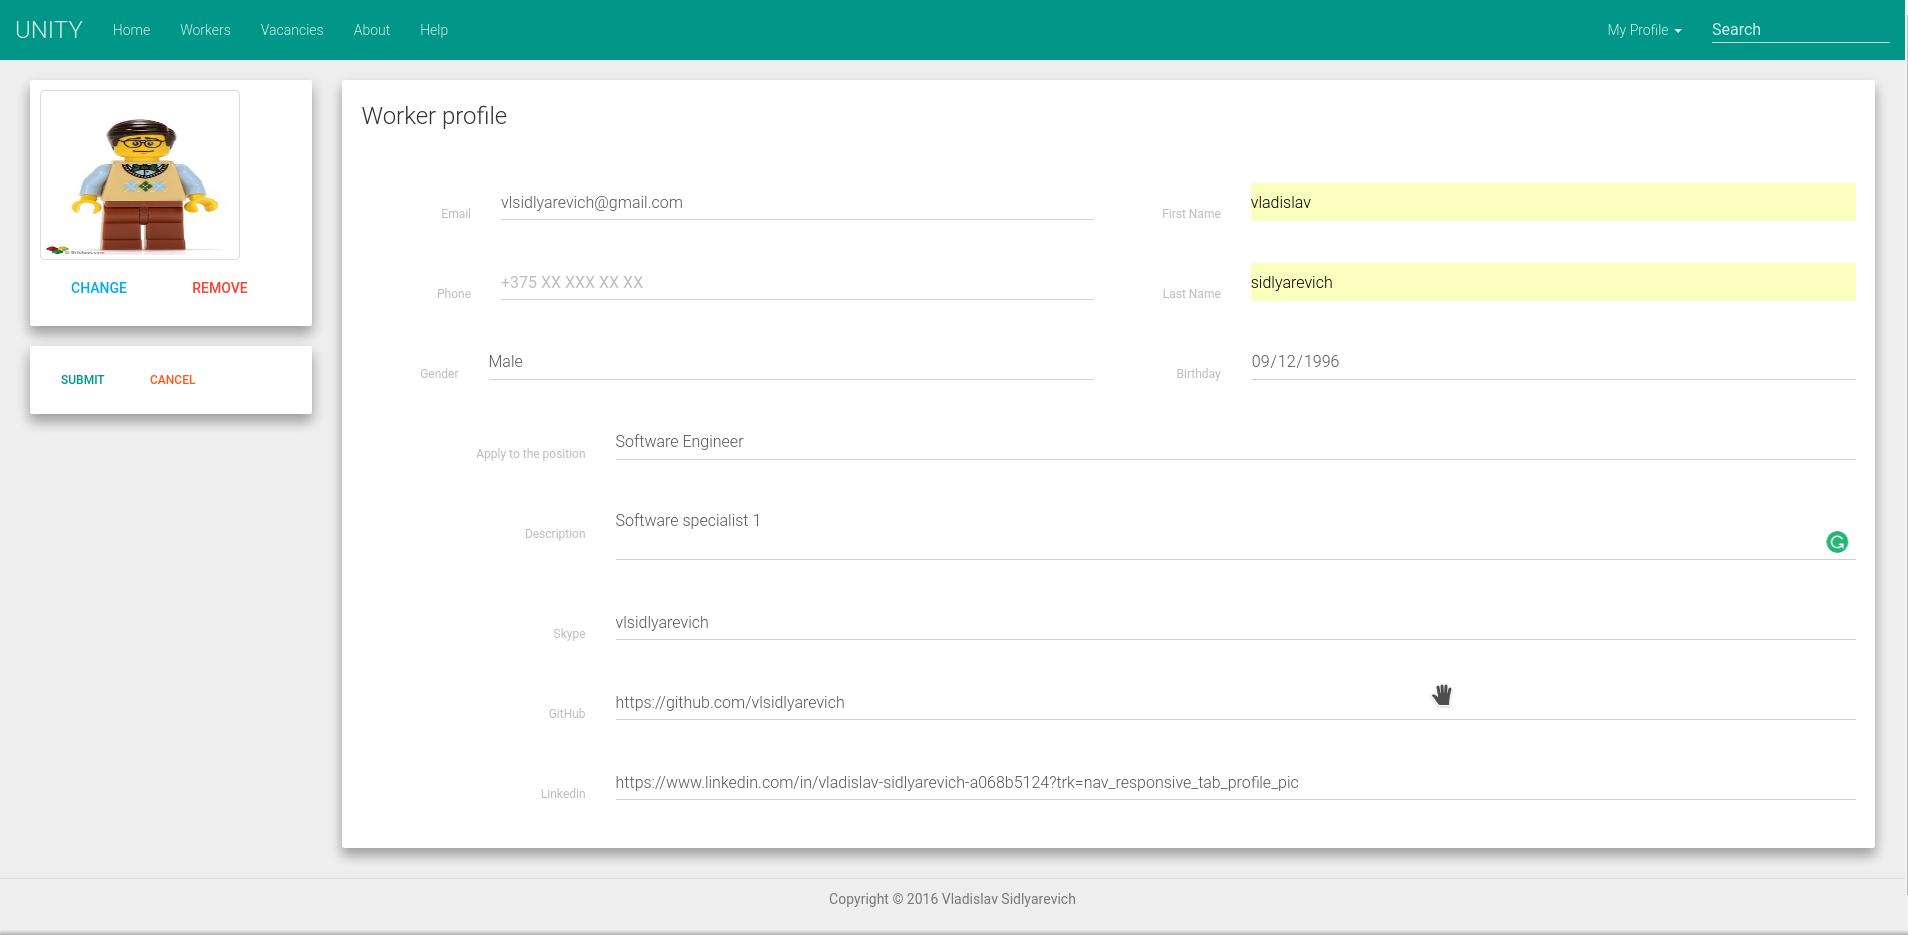 UNITY Home Workers Vacancies About Help My Profile Search
CHANGE REMOVE
SUBMIT CANCEL
Worker profile
Email vlsidlyarevich@gmail.com First Name vladislav
Phone +375 XX XXX XX XX Last Name sidlyarevich
Gender Male Birthday 09/12/1996
Apply to the position Software Engineer
Description Software specialist 1
Skype vlsidlyarevich
GitHub https://github.com/vlsidlyarevich
Linkedin https://www.linkedin.com/in/vladislav-sidlyarevich-a068b5124?trk=nav_responsive_tab_profile_pic
Copyright © 2016 Vladislav Sidlyarevich